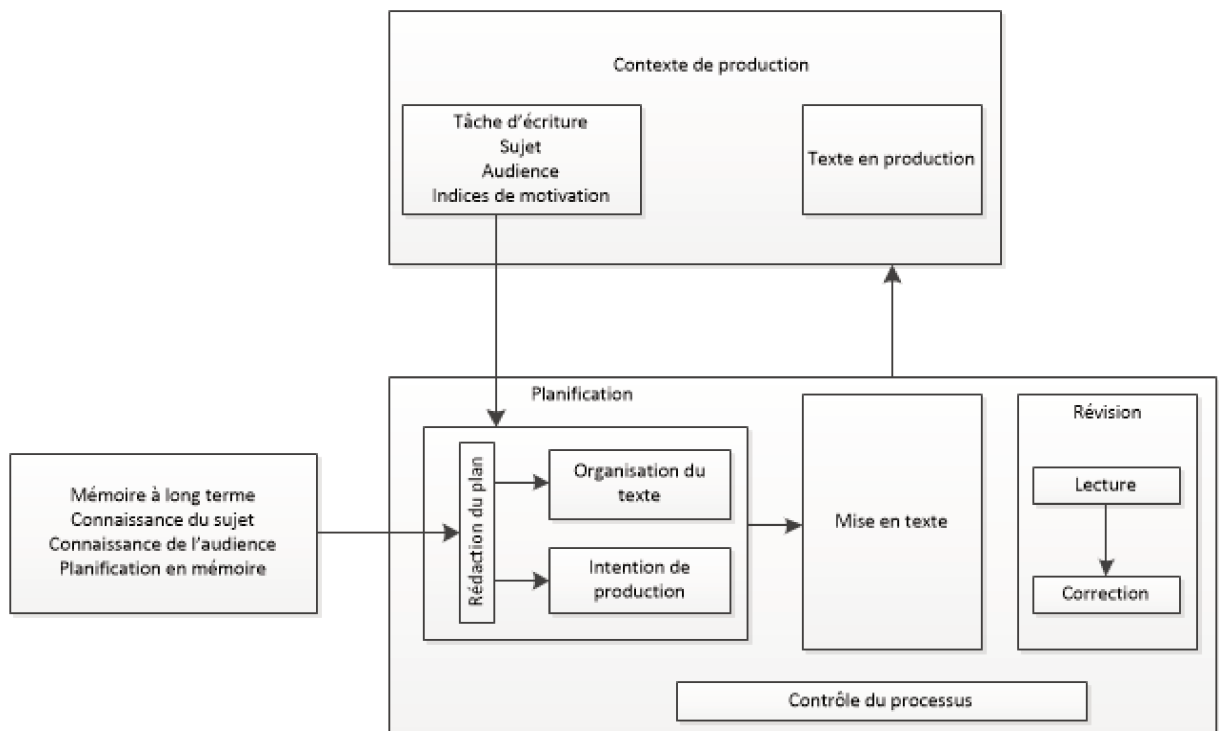 Contexte de production
Tâche d'écriture
Sujet
Audience
Indices de motivation
Texte en production
Planification
Rédaction du plan
Organisation du
texte
Intention de
production
Mise en texte
Révision
Lecture
Correction
Mémoire à long terme
Connaissance du sujet
Connaissance de l'audience
Planification en mémoire
Contrôle du processus